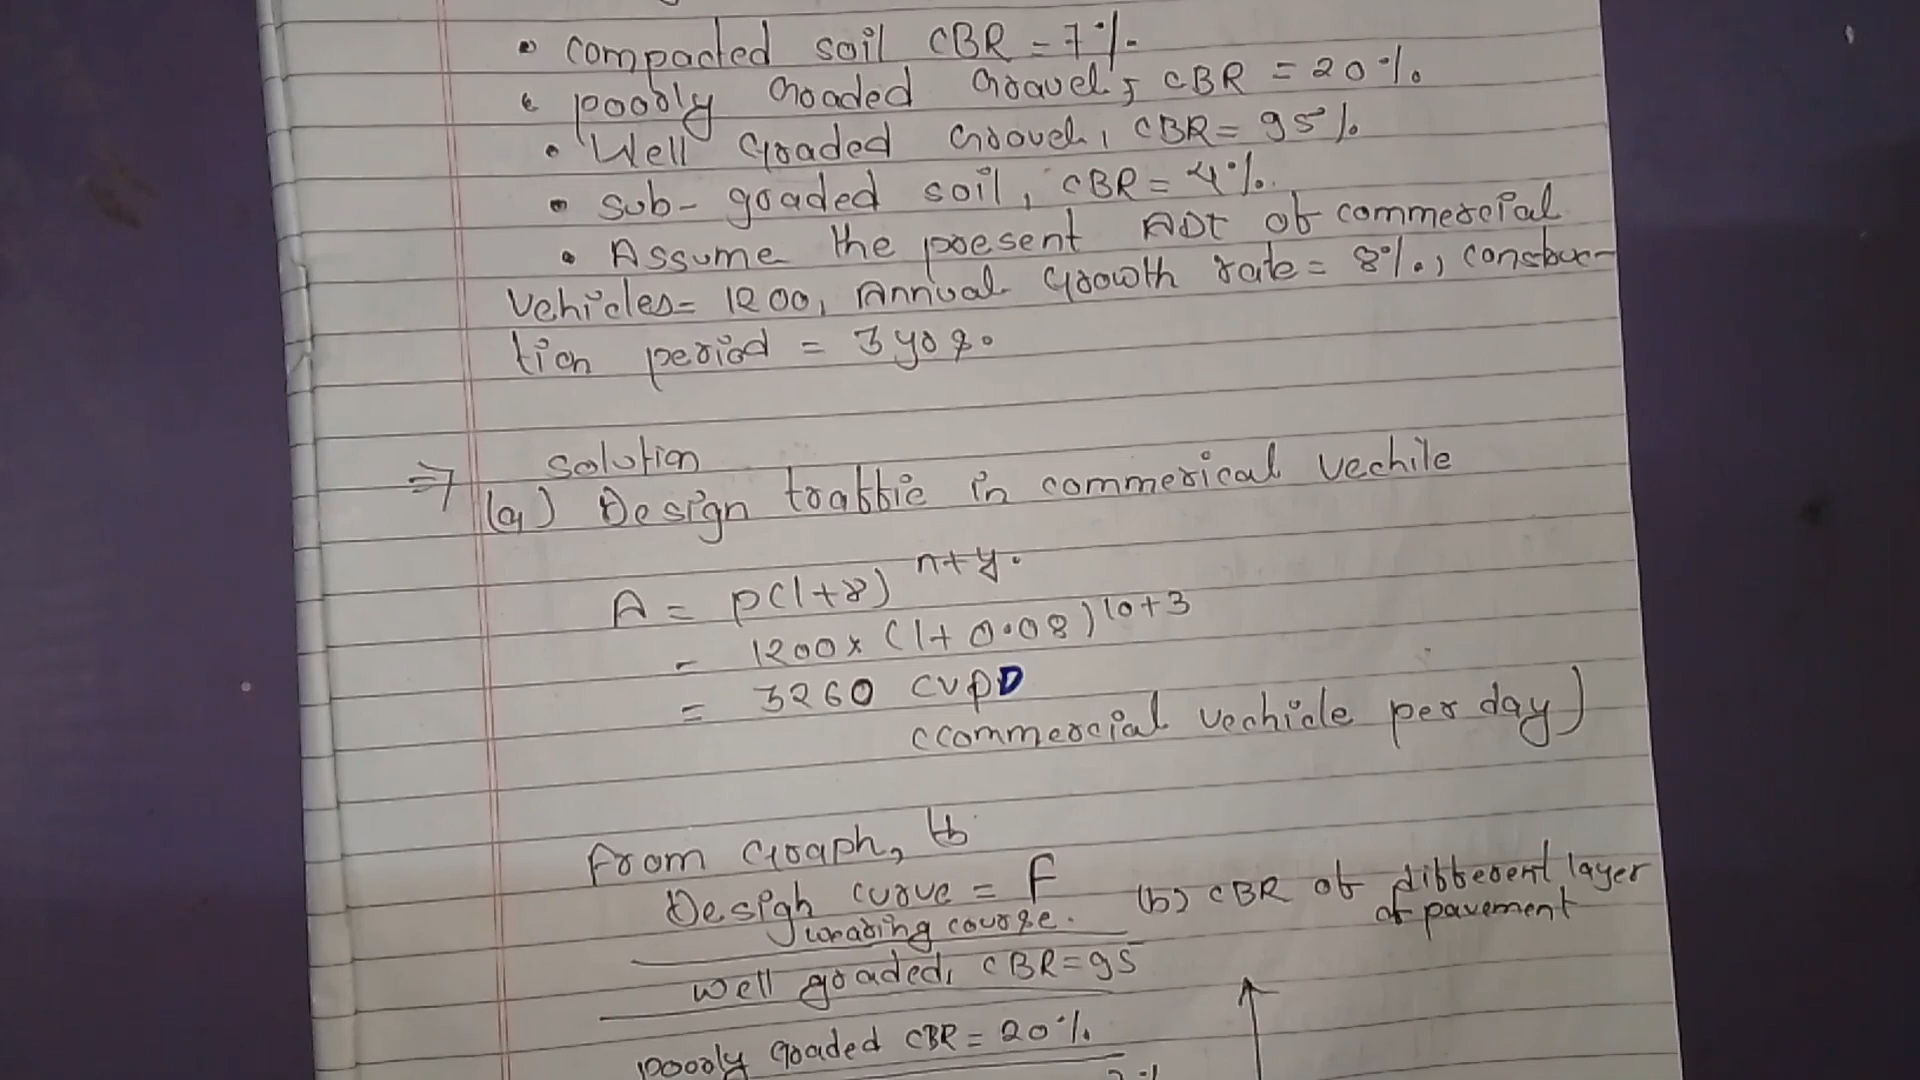 • compacted soil CBR = 7%.
• poorly Graded Gravel, CBR = 20%.
• Well Graded Gravel, CBR = 95%.
• sub-graded soil, CBR = 4%.
• Assume the present ADT of commercial
vehicles = 1200, Annual Growth rate = 8%., construc-
tion period = 3 yrs.
⇒ solution
(a) Design traffic in commerical vechile
A = P(1+r)^n+y.
= 1200 x (1+0.08)^10+3
= 3260 CVPD
(commercial vechicle per day)
From Graph,
Design curve = F
(b) CBR of different layer
of pavement
wearing course.
well graded, CBR = 95
poorly graded CBR = 20%.